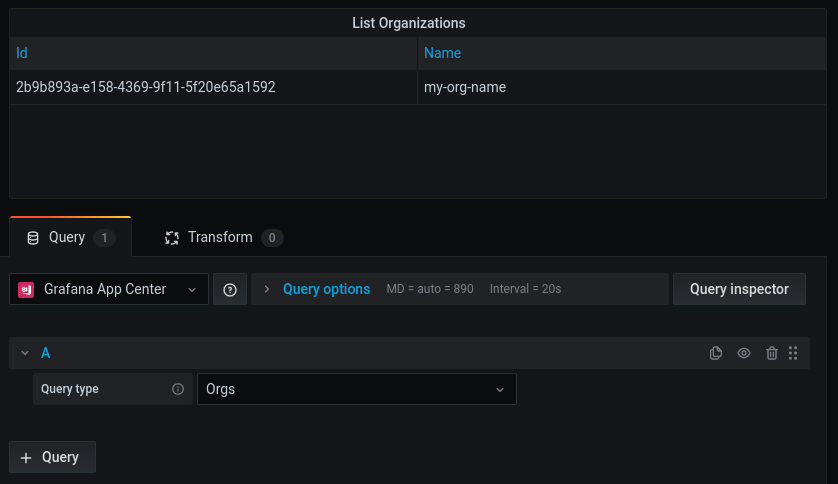 List Organizations
Id Name
2b9b893a-e158-4369-9f11-5f20e65a1592 my-org-name
Query 1 Transform 0
Grafana App Center Query options MD = auto = 890 Interval = 20s Query inspector
A
Query type Orgs
+ Query